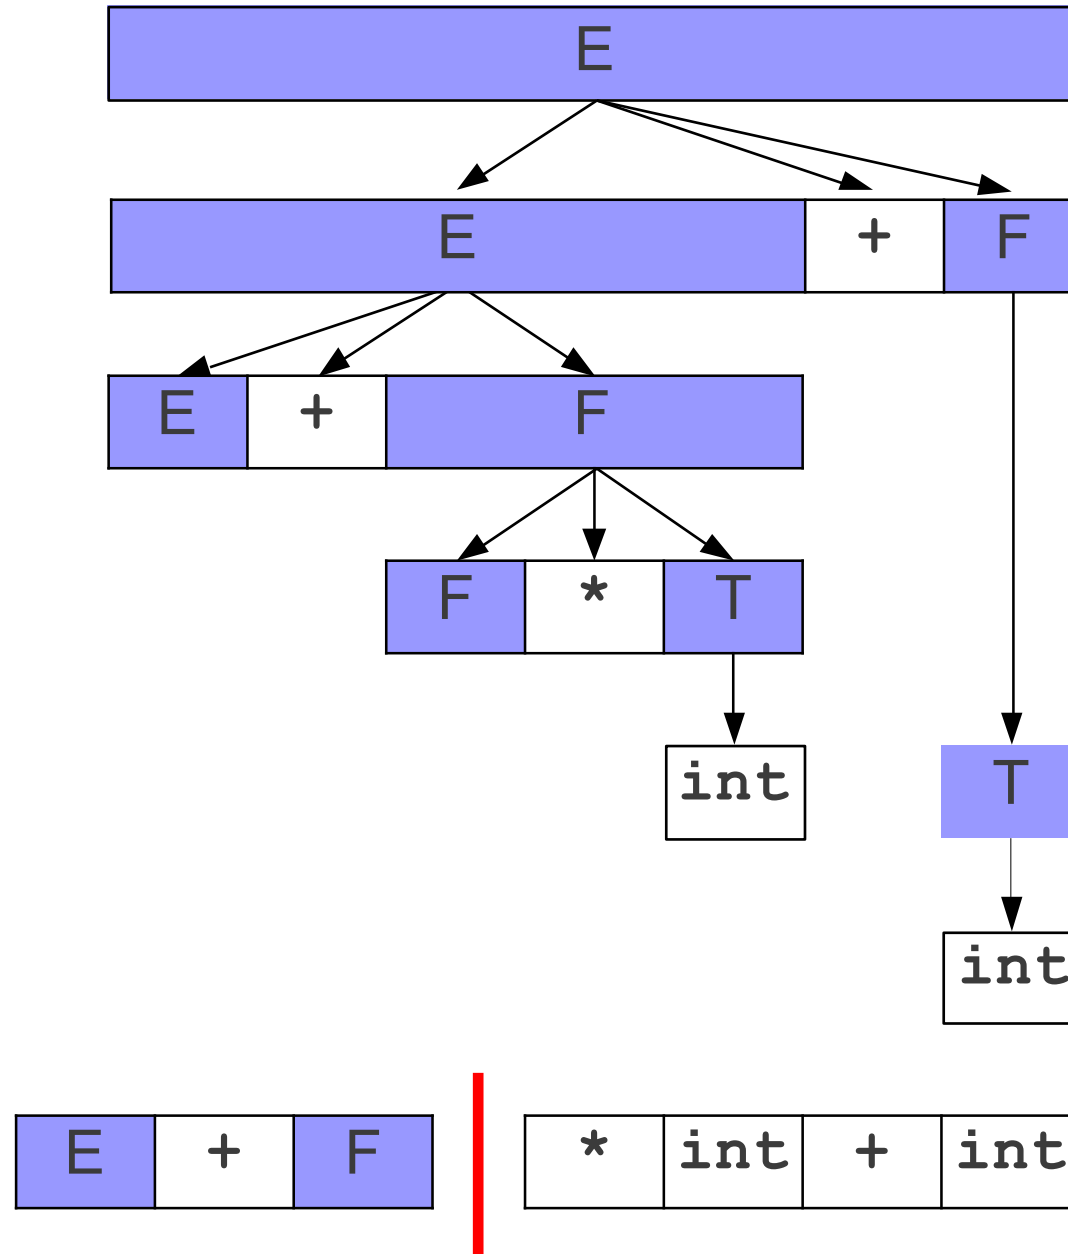 E
E + F
E + F
F * T
int T
int
E + F * int + int